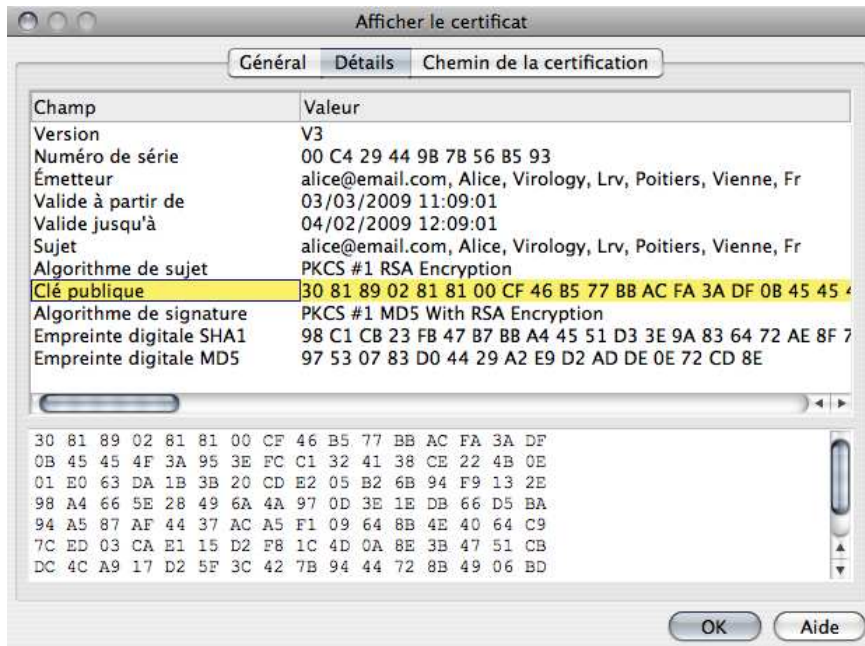 Afficher le certificat
Général Détails Chemin de la certification
Champ Valeur
Version V3
Numéro de série 00 C4 29 44 9B 7B 56 B5 93
Émetteur alice@email.com, Alice, Virology, Lrv, Poitiers, Vienne, Fr
Valide à partir de 03/03/2009 11:09:01
Valide jusqu'à 04/02/2009 12:09:01
Sujet alice@email.com, Alice, Virology, Lrv, Poitiers, Vienne, Fr
Algorithme de sujet PKCS #1 RSA Encryption
Clé publique 30 81 89 02 81 81 00 CF 46 B5 77 BB AC FA 3A DF 0B 45 45 4
Algorithme de signature PKCS #1 MD5 With RSA Encryption
Empreinte digitale SHA1 98 C1 CB 23 FB 47 B7 BB A4 45 51 D3 3E 9A 83 64 72 AE 8F 7
Empreinte digitale MD5 97 53 07 83 D0 44 29 A2 E9 D2 AD DE 0E 72 CD 8E
30 81 89 02 81 81 00 CF 46 B5 77 BB AC FA 3A DF
0B 45 45 4F 3A 95 3E FC C1 32 41 38 CE 22 4B 0E
01 E0 63 DA 1B 3B 20 CD E2 05 B2 6B 94 F9 13 2E
98 A4 66 5E 28 49 6A 4A 97 0D 3E 1E DB 66 D5 BA
94 A5 87 AF 44 37 AC A5 F1 09 64 8B 4E 40 64 C9
7C ED 03 CA E1 15 D2 F8 1C 4D 0A 8E 3B 47 51 CB
DC 4C A9 17 D2 5F 3C 42 7B 94 44 72 8B 49 06 BD
OK Aide